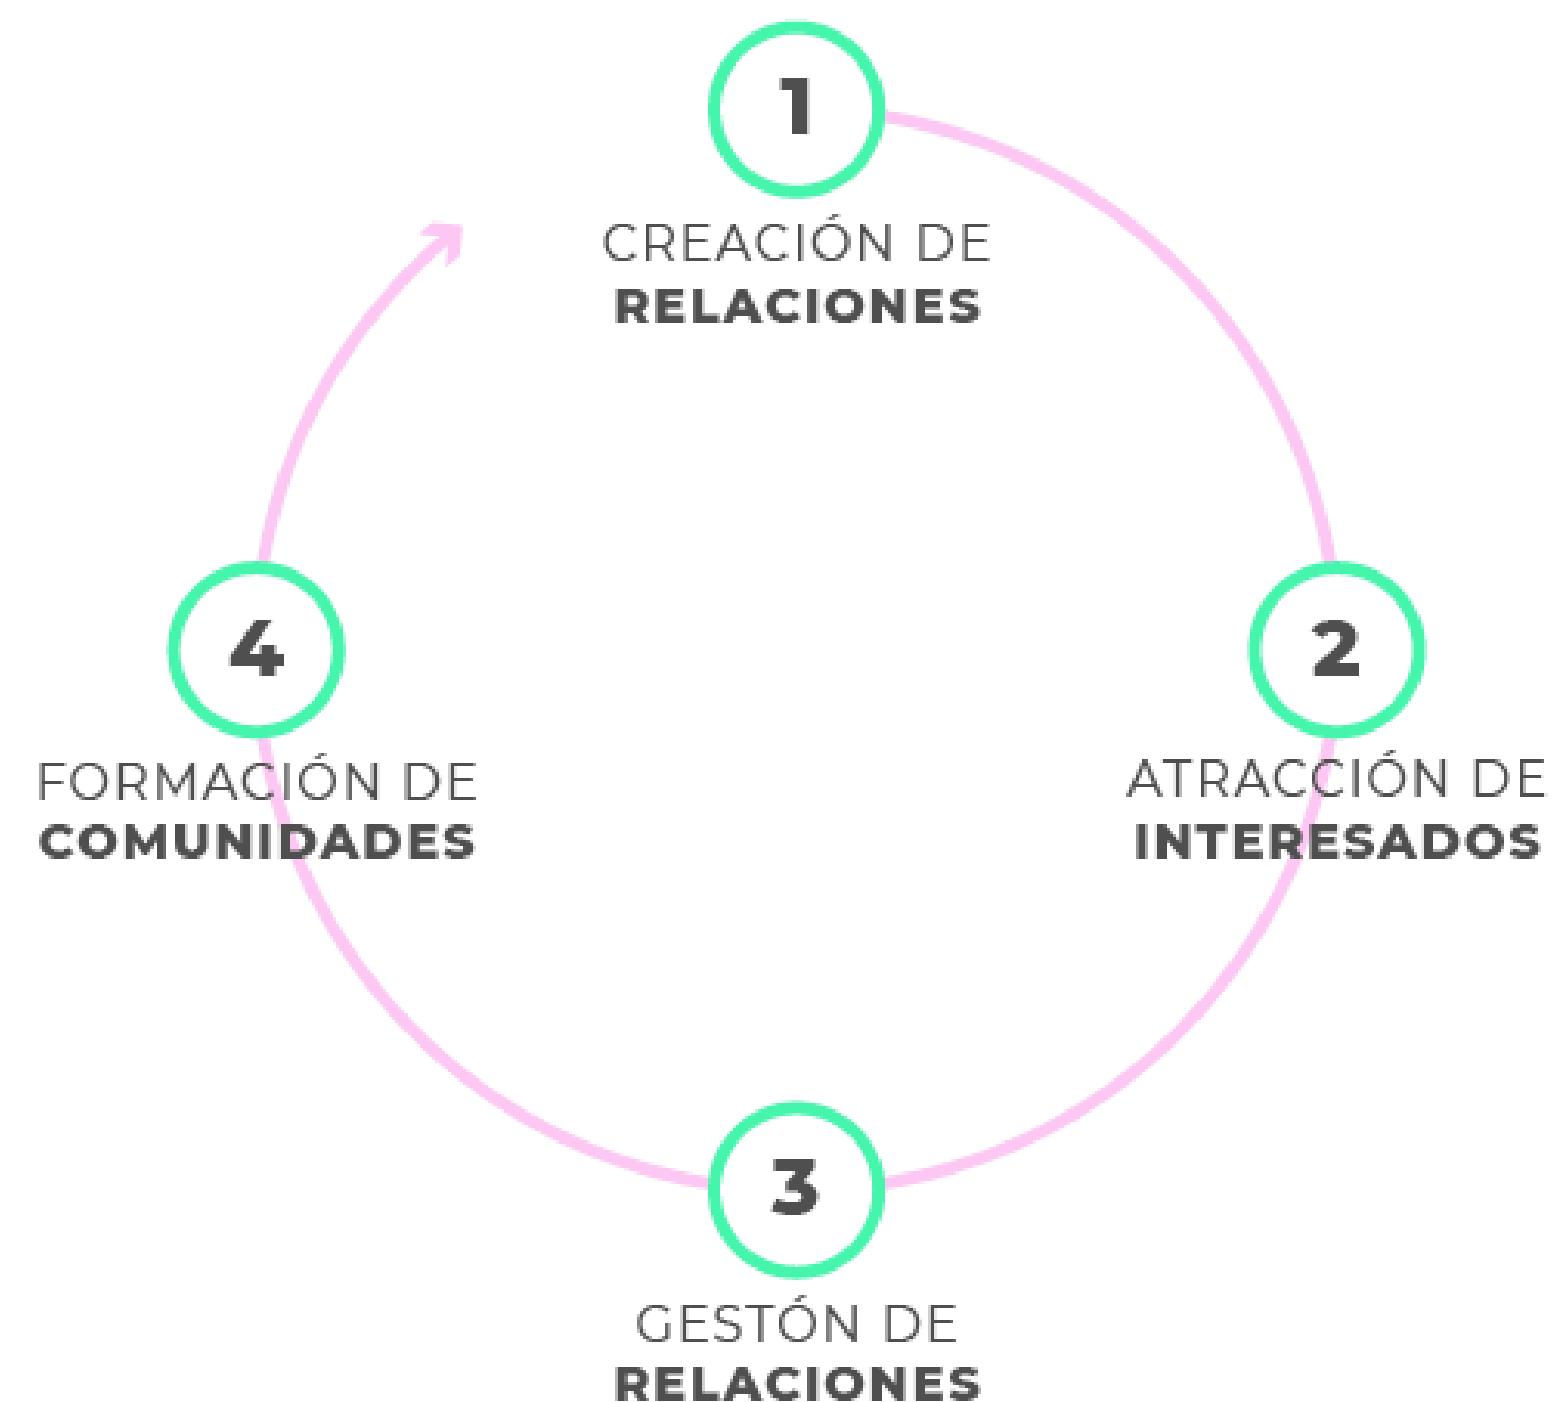 1
CREACIÓN DE
RELACIONES
2
ATRACCIÓN DE
INTERESADOS
3
GESTÓN DE
RELACIONES
4
FORMACIÓN DE
COMUNIDADES